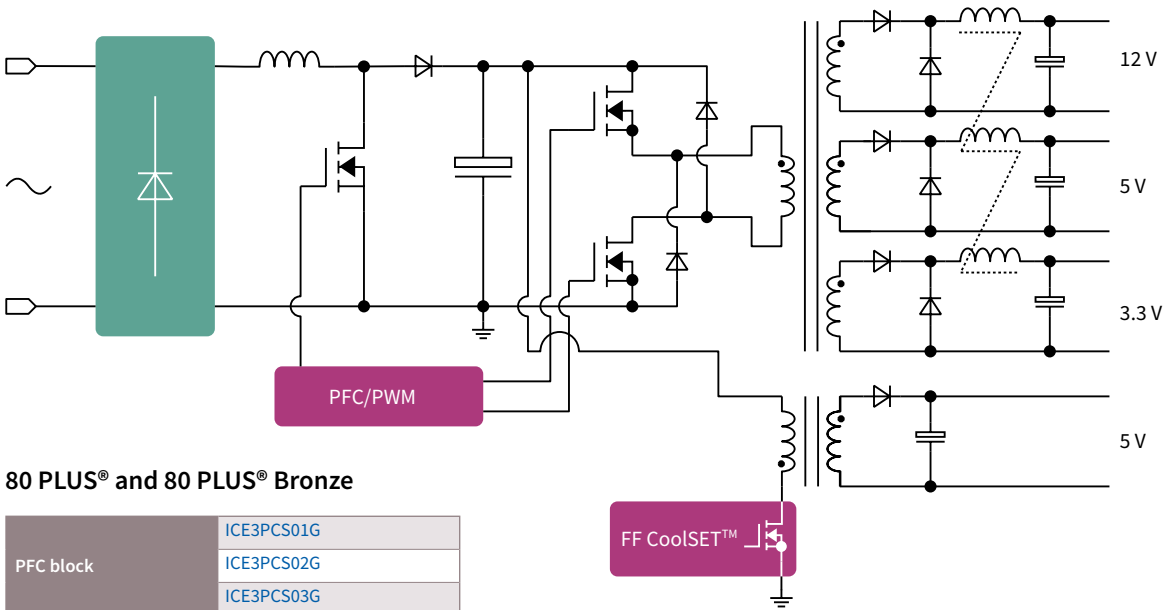 12 V
5 V
3.3 V
PFC/PWM
5 V
80 PLUS® and 80 PLUS® Bronze
FF CoolSET™
PFC block
ICE3PCS01G
ICE3PCS02G
ICE3PCS03G